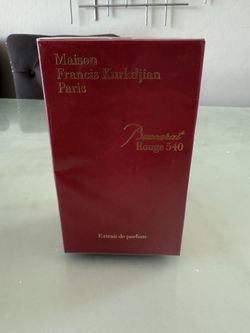 Maison
Francis Kurkdjian
Paris
Baccarat
Rouge 540
Extrait de parfum